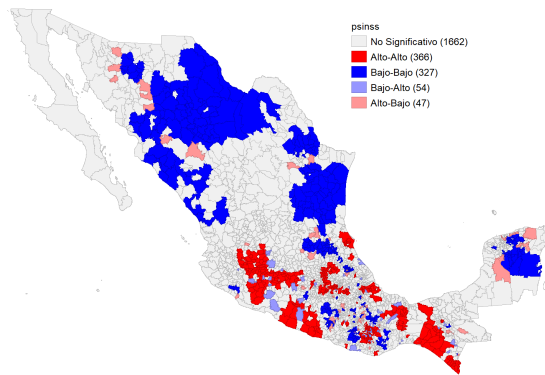 psinss
No Significativo (1662)
Alto-Alto (366)
Bajo-Bajo (327)
Bajo-Alto (54)
Alto-Bajo (47)